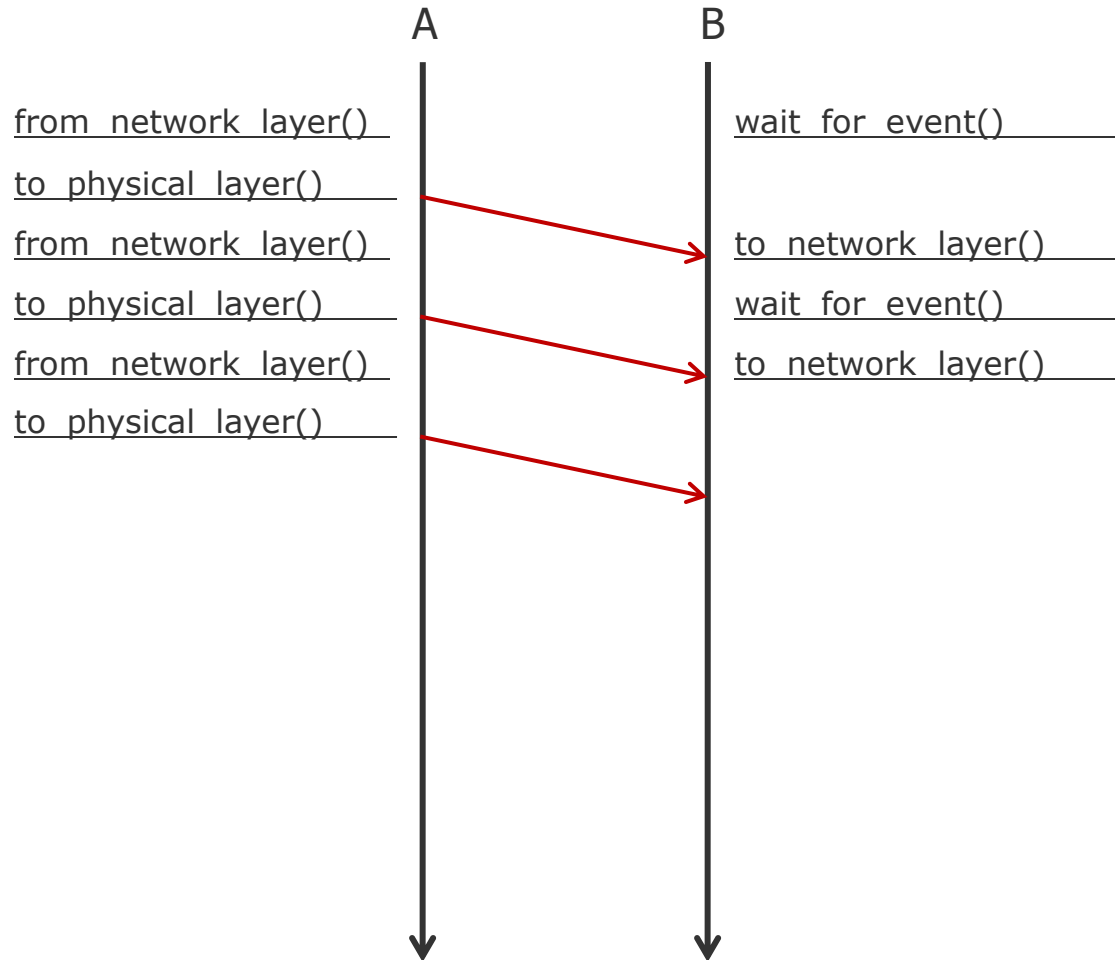 A
B
from_network_layer()
wait_for_event()
to_physical_layer()
from_network_layer()
to_network_layer()
to_physical_layer()
wait_for_event()
from_network_layer()
to_network_layer()
to_physical_layer()